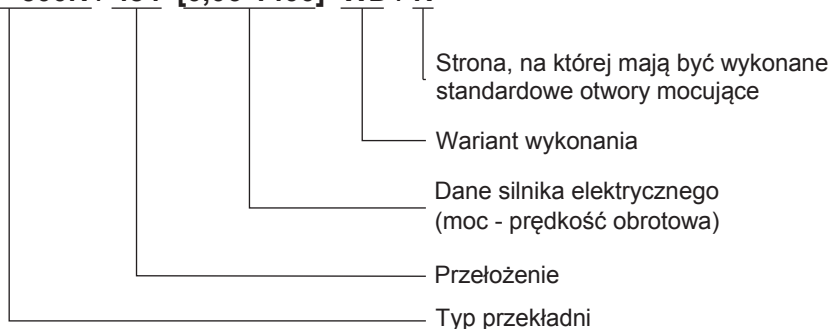 Strona, na której mają być wykonane
standardowe otwory mocujące
Wariant wykonania
Dane silnika elektrycznego
(moc - prędkość obrotowa)
Przełożenie
Typ przekładni